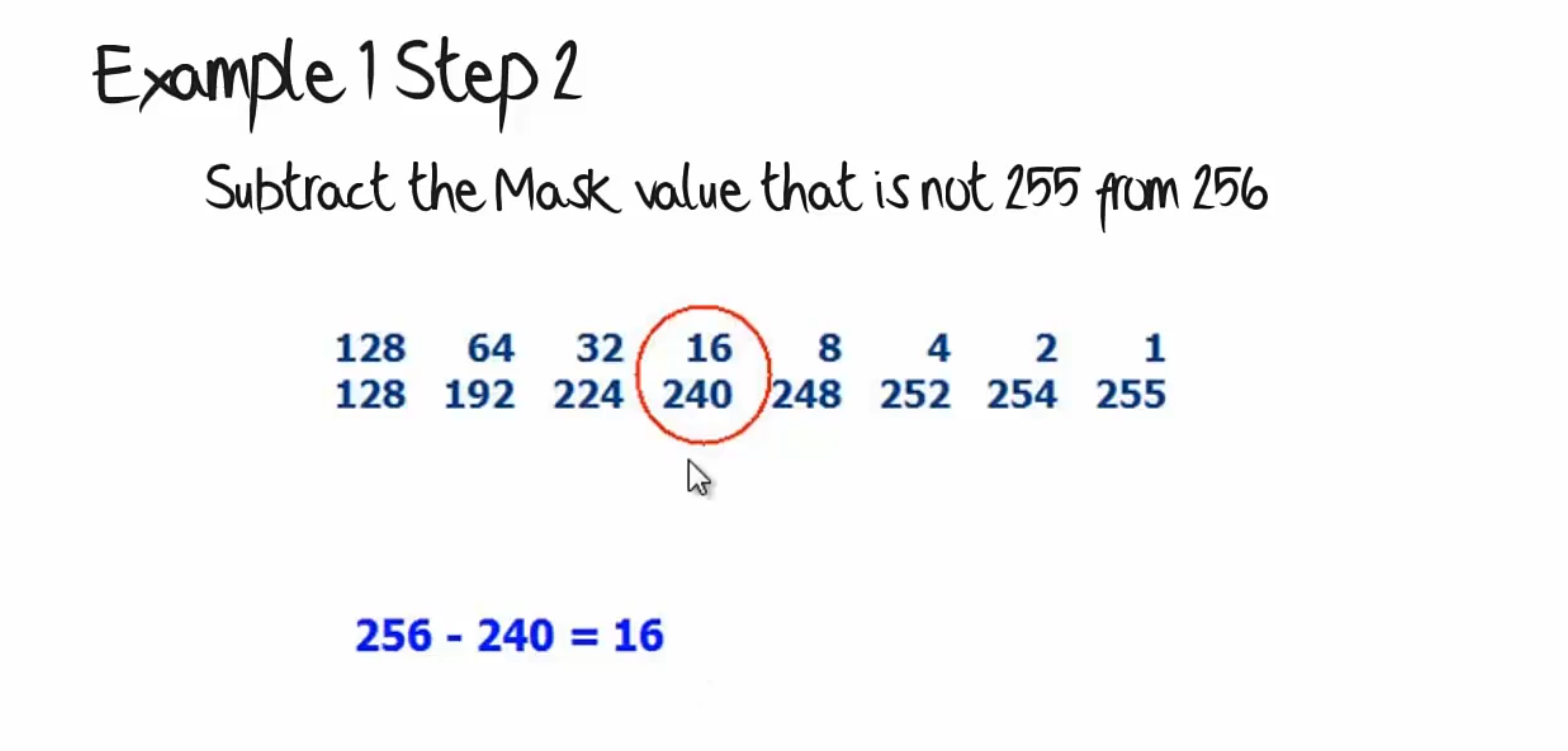 Example 1 Step 2
Subtract the Mask value that is not 255 from 256
128 64 32 16 8 4 2 1
128 192 224 240 248 252 254 255
256 - 240 = 16